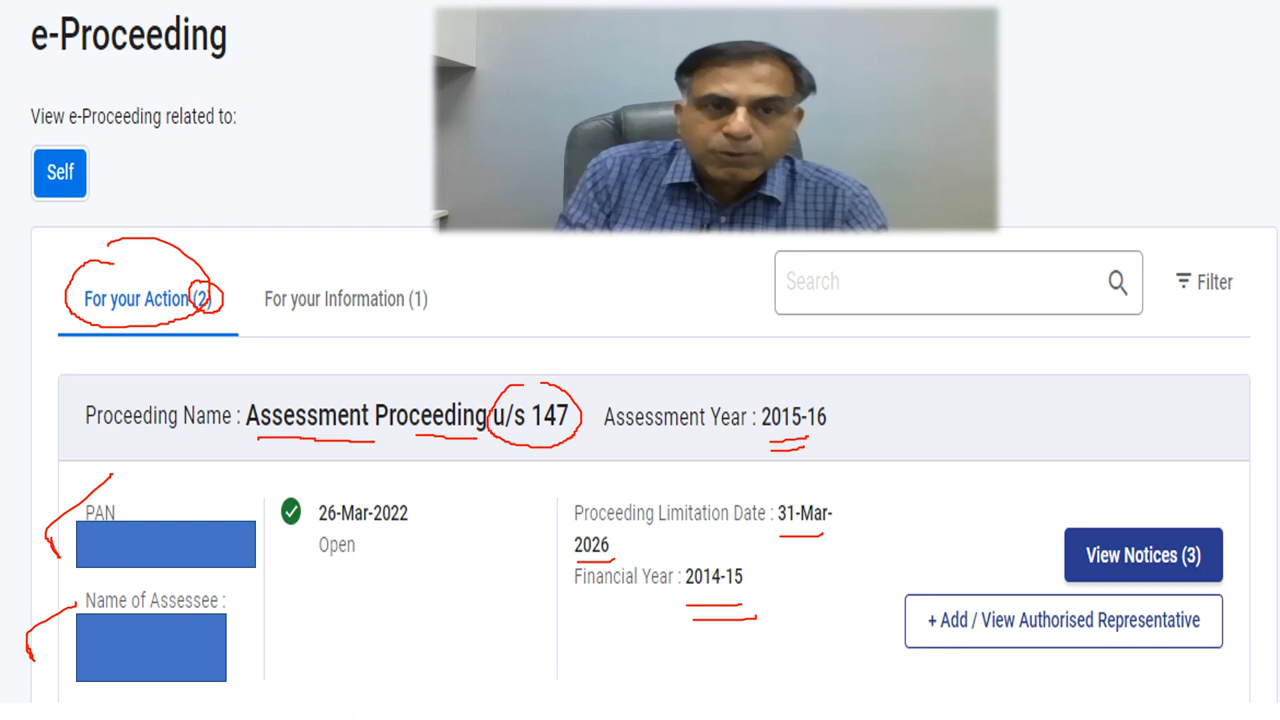 e-Proceeding
View e-Proceeding related to:
Self
For your Action (2)
For your Information (1)
Search
Filter
Proceeding Name : Assessment Proceeding u/s 147
Assessment Year : 2015-16
PAN
Name of Assessee :
26-Mar-2022
Open
Proceeding Limitation Date : 31-Mar-
2026
Financial Year : 2014-15
View Notices (3)
+ Add / View Authorised Representative